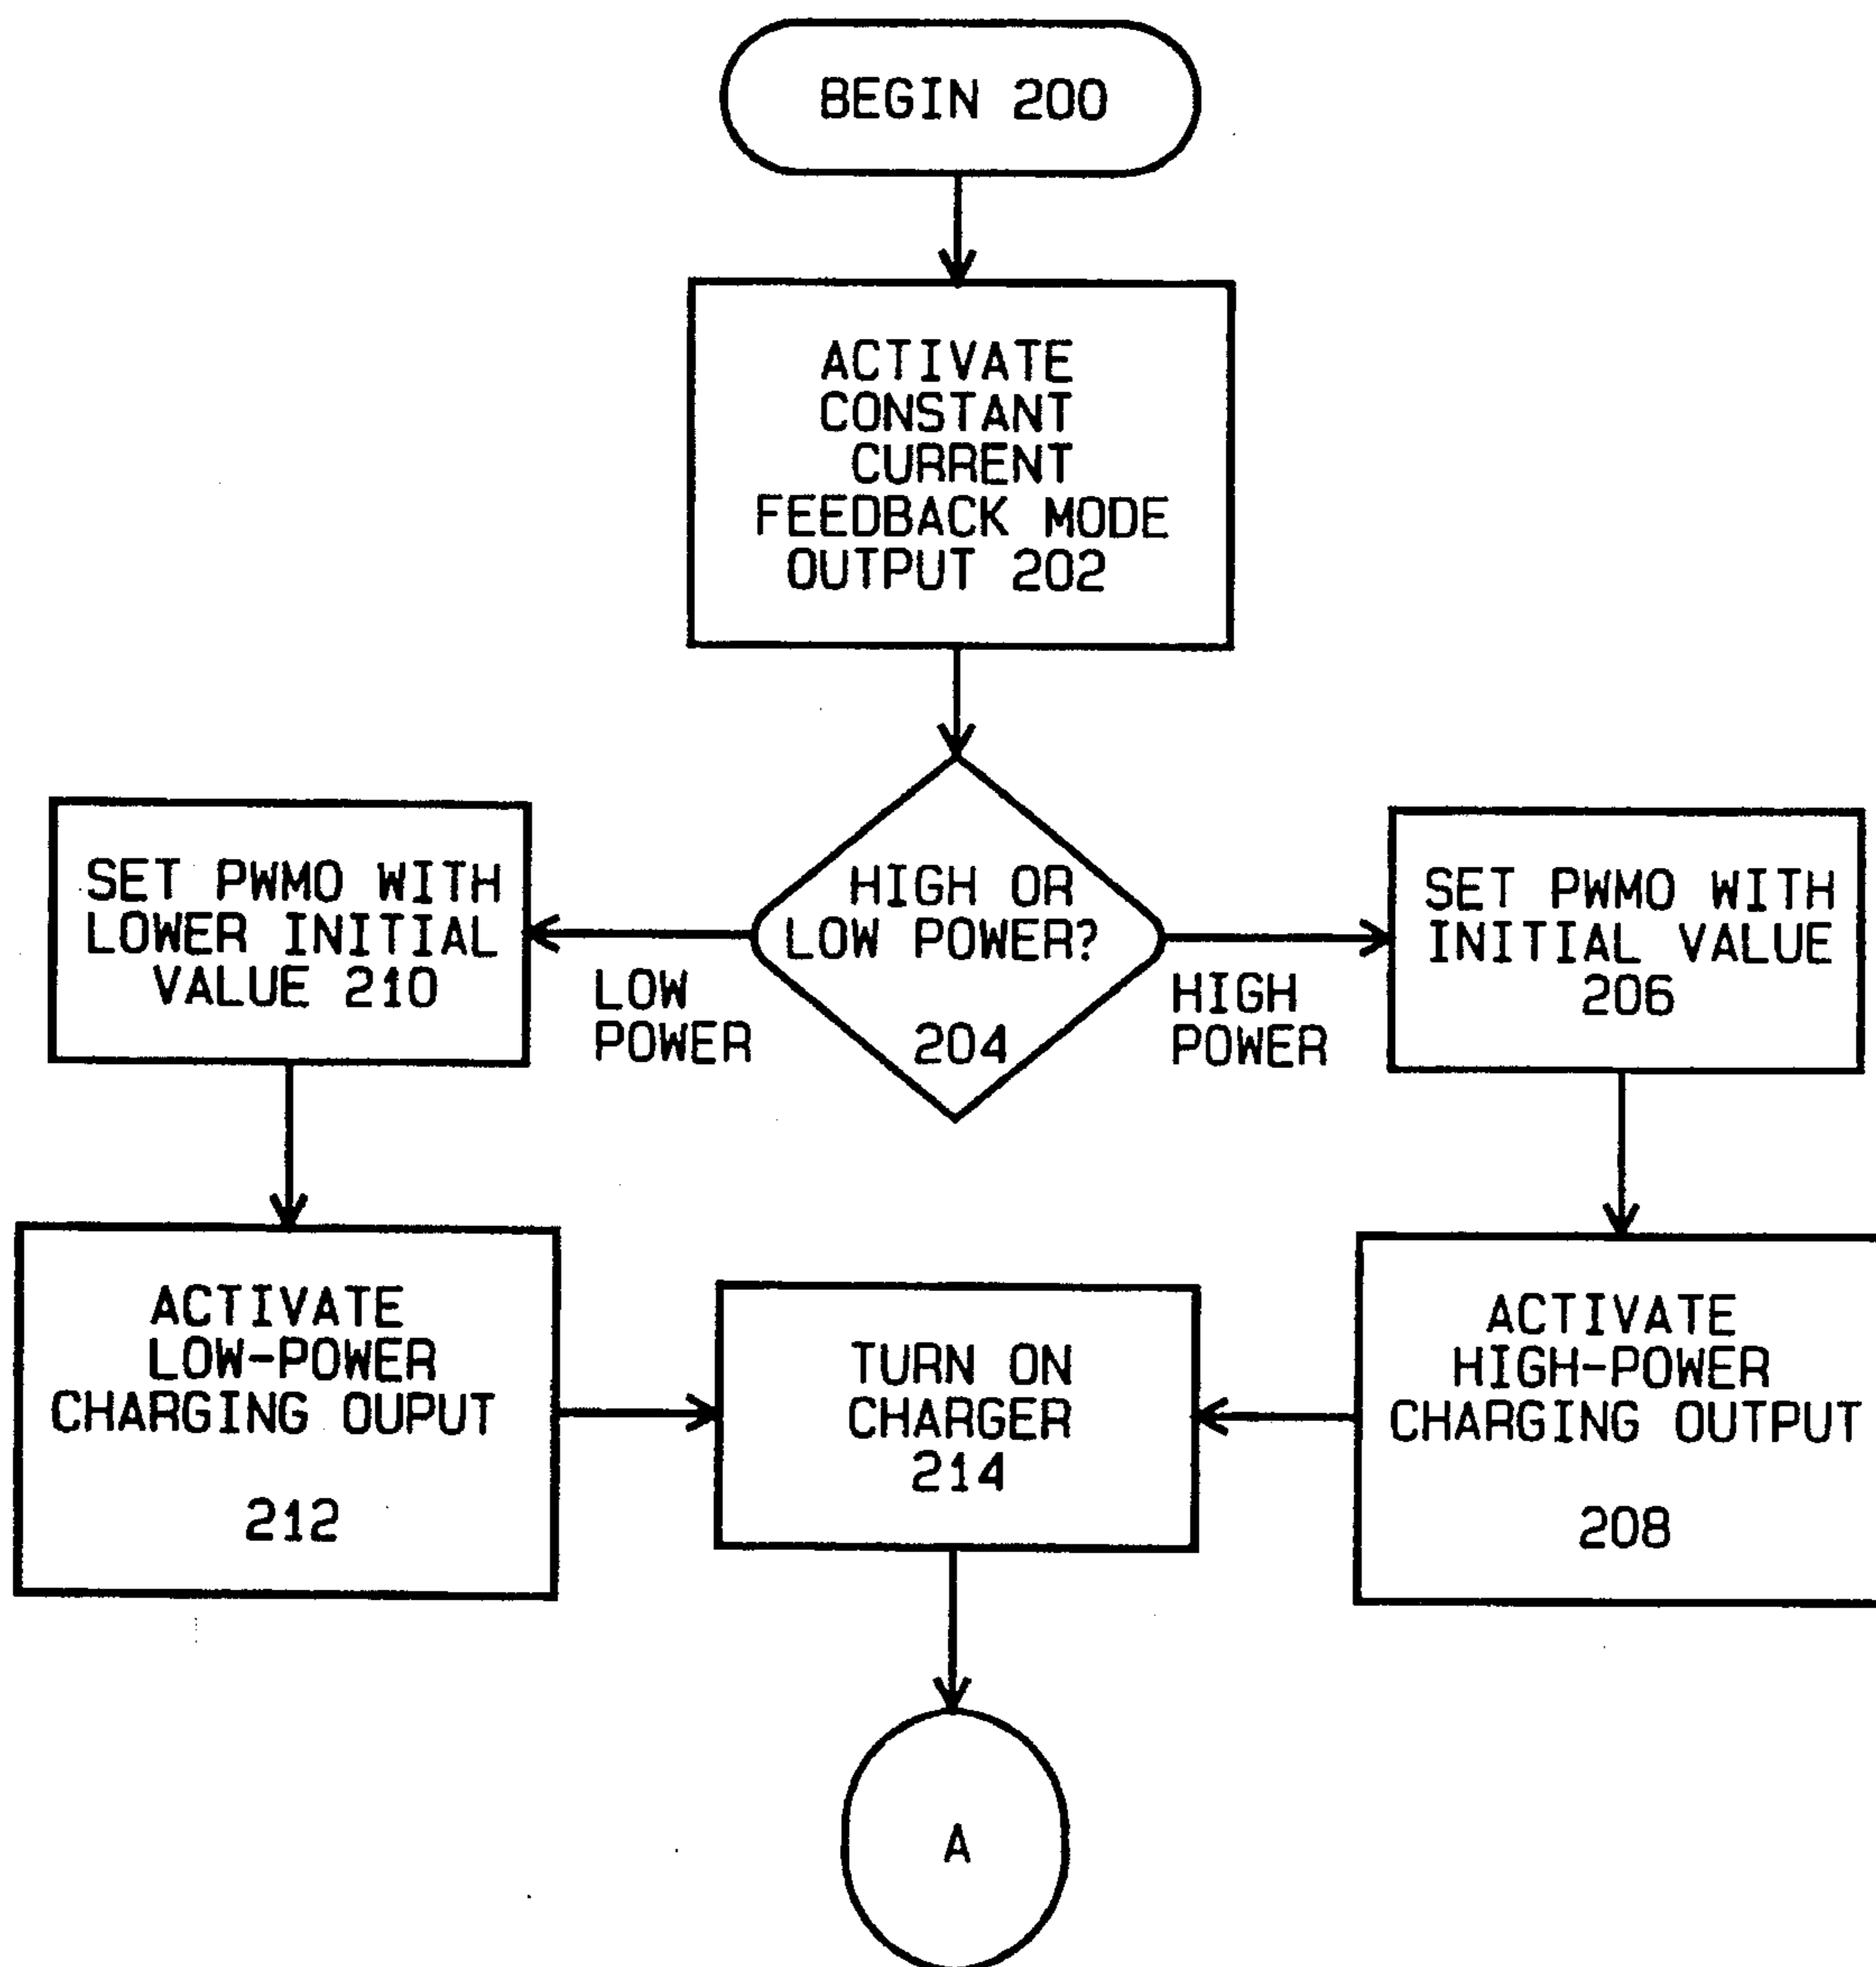 BEGIN 200
ACTIVATE
CONSTANT
CURRENT
FEEDBACK MODE
OUTPUT 202
HIGH OR
LOW POWER?
204
LOW
POWER
HIGH
POWER
SET PWMO WITH
LOWER INITIAL
VALUE 210
SET PWMO WITH
INITIAL VALUE
206
ACTIVATE
LOW-POWER
CHARGING OUPUT
212
TURN ON
CHARGER
214
ACTIVATE
HIGH-POWER
CHARGING OUTPUT
208
A